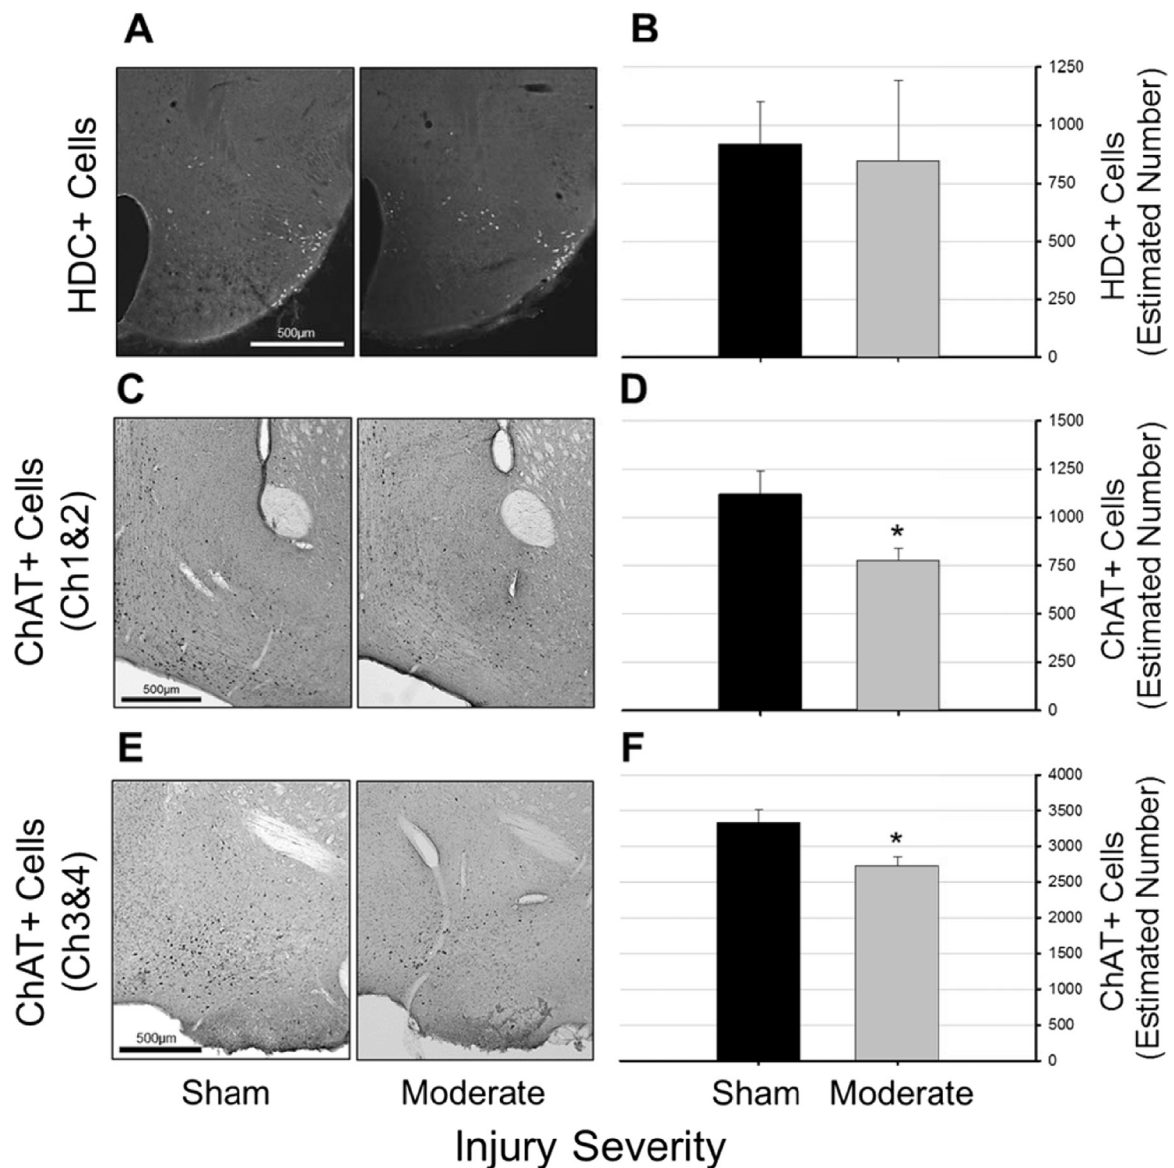 A
B
HDC+ Cells
500µm
1250
1000
750
500
250
0
HDC+ Cells
(Estimated Number)
C
D
ChAT+ Cells
(Ch1&2)
500µm
1500
1250
1000
750
500
250
0
*
ChAT+ Cells
(Estimated Number)
E
F
ChAT+ Cells
(Ch3&4)
500µm
4000
3500
3000
2500
2000
1500
1000
500
0
*
ChAT+ Cells
(Estimated Number)
Sham Moderate Sham Moderate
Injury Severity